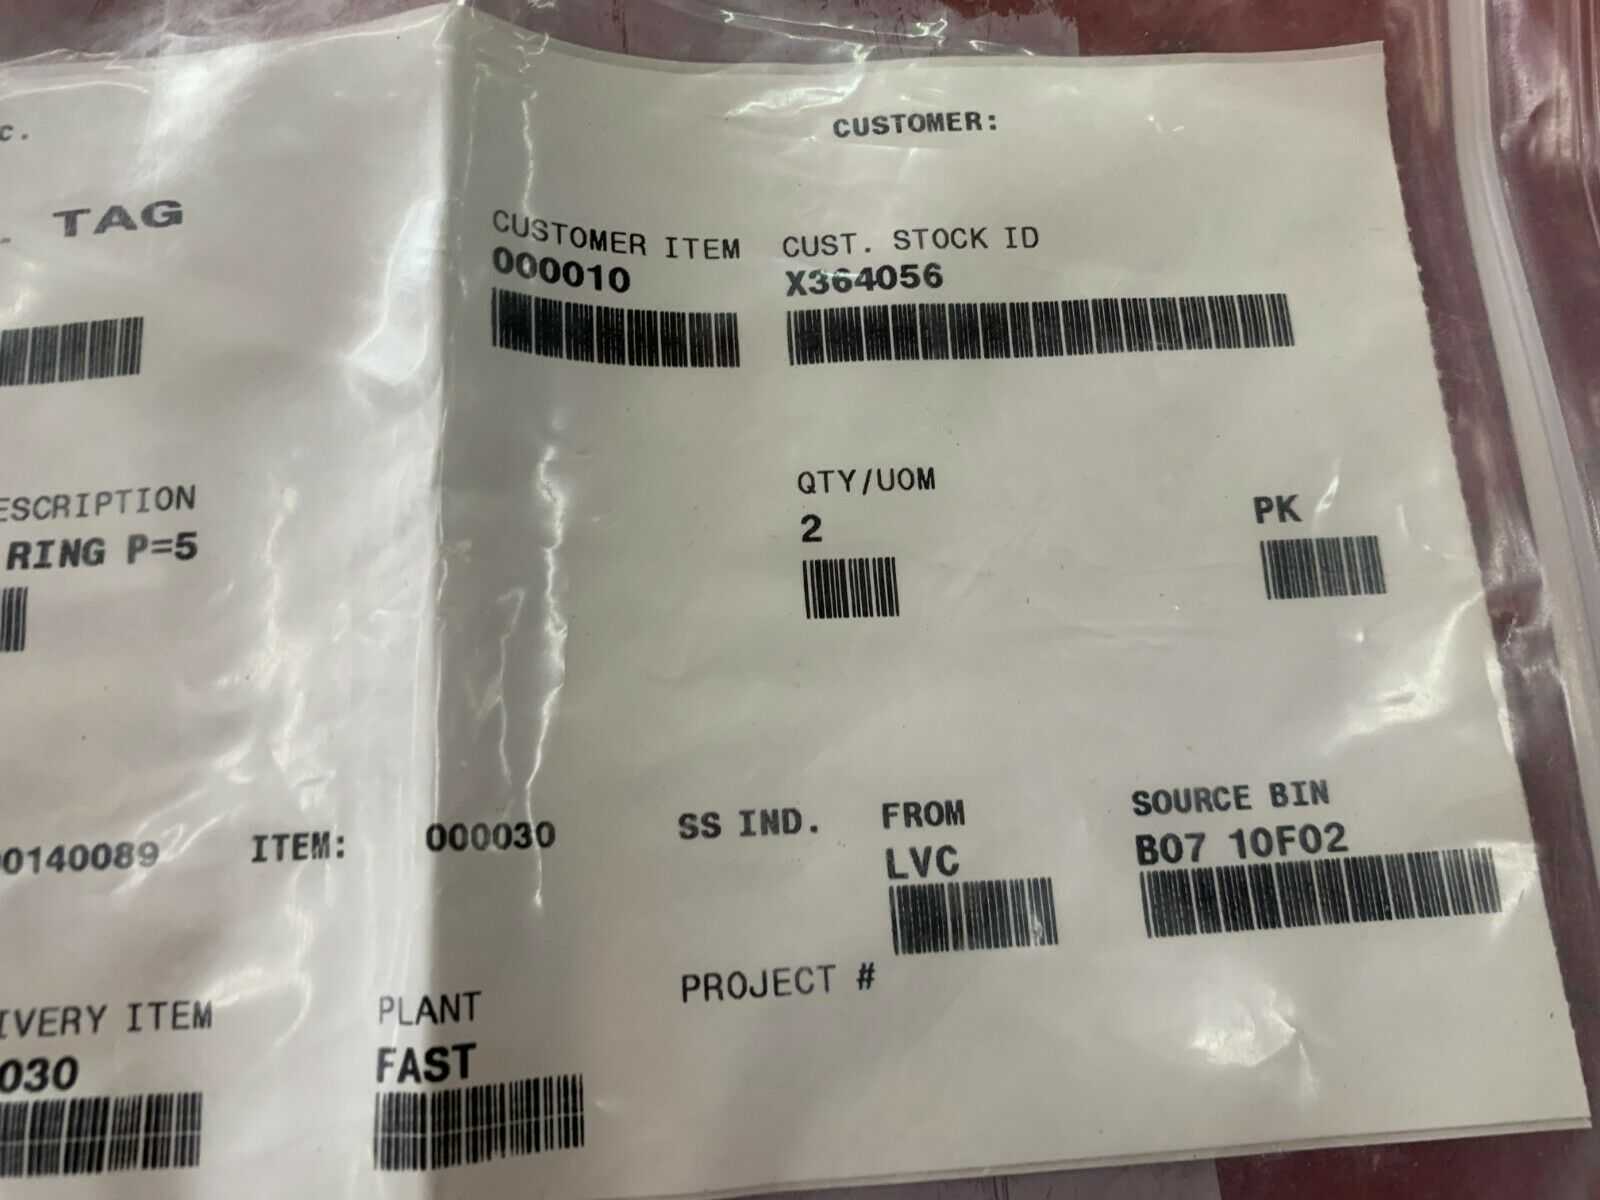 c.
CUSTOMER:
TAG
CUSTOMER ITEM
CUST. STOCK ID
000010
X364056
ESCRIPTION
RING P=5
QTY/UOM
2
PK
00140089
ITEM:
000030
SS IND.
FROM
LVC
SOURCE BIN
B07 10F02
IVERY ITEM
030
PLANT
FAST
PROJECT #